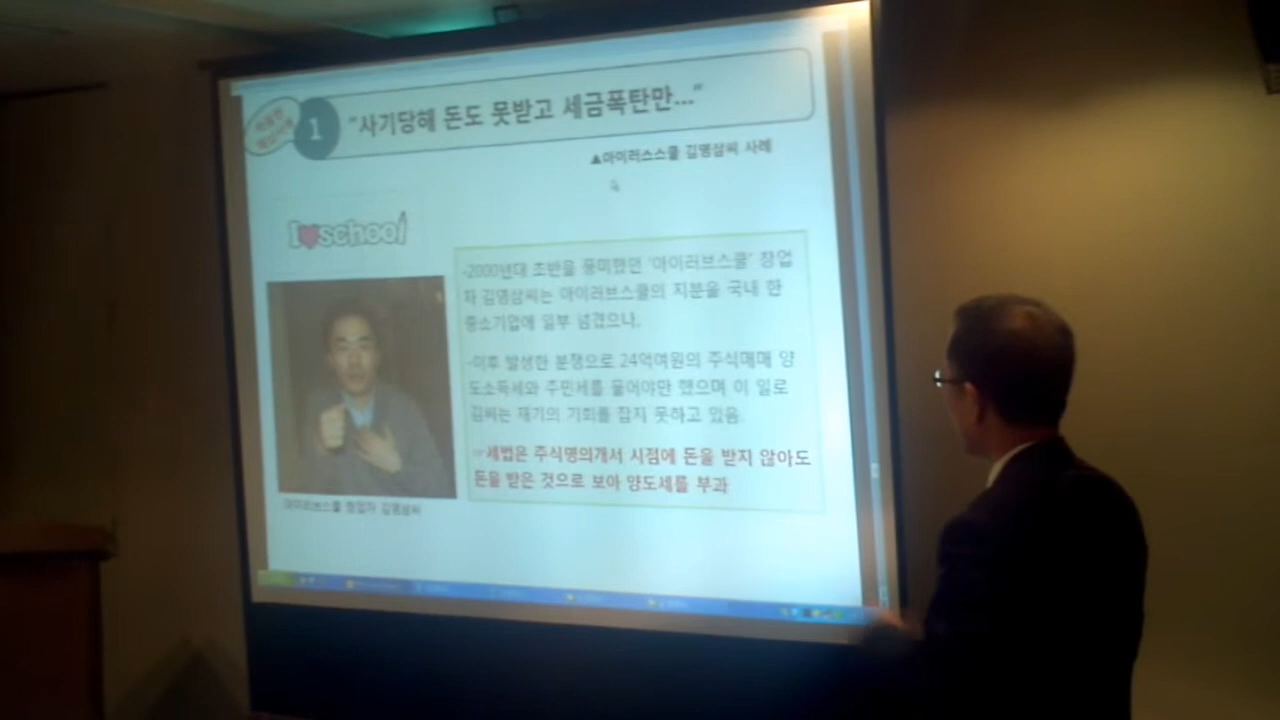 1
"사기당해 돈도 못받고 세금폭탄만..."
▲아이러스스쿨 김영삼씨 사례
I♥school
-2000년대 초반을 풍미했던 '아이러브스쿨' 창업
자 김영삼씨는 아이러브스쿨의 지분을 국내 한
중소기업에 일부 넘겼으나,
-이후 발생한 분쟁으로 24억여원의 주식매매 양
도소득세와 주민세를 물어야만 했으며 이 일로
김씨는 재기의 기회를 잡지 못하고 있음.
☞세법은 주식명의개서 시점에 돈을 받지 않아도
돈을 받은 것으로 보아 양도세를 부과
아이러브스쿨 창업자 김영삼씨